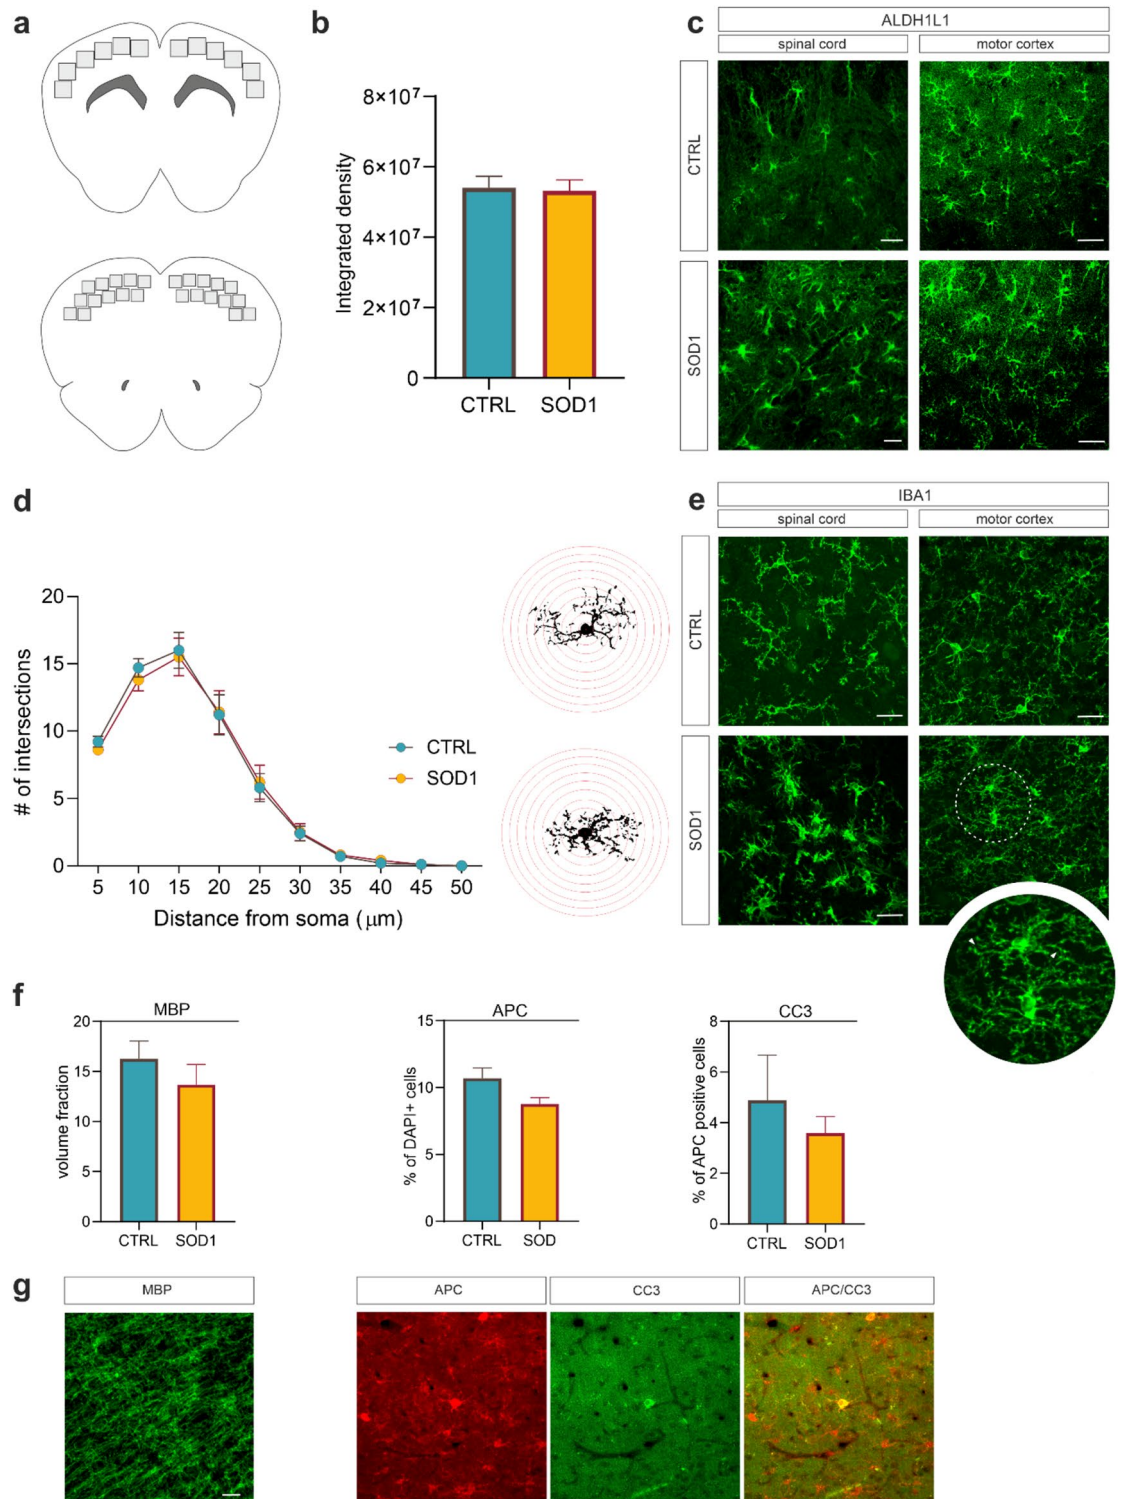 a
b
8×10⁷
6×10⁷
4×10⁷
2×10⁷
0
Integrated density
CTRL
SOD1
c
ALDH1L1
spinal cord
motor cortex
CTRL
SOD1
d
20
15
10
5
0
# of intersections
5 10 15 20 25 30 35 40 45 50
Distance from soma (μm)
CTRL
SOD1
e
IBA1
spinal cord
motor cortex
CTRL
SOD1
f
MBP
20
15
10
5
0
volume fraction
CTRL
SOD1
APC
15
10
5
0
% of DAPI+ cells
CTRL
SOD
CC3
8
6
4
2
0
% of APC positive cells
CTRL
SOD1
g
MBP
APC
CC3
APC/CC3